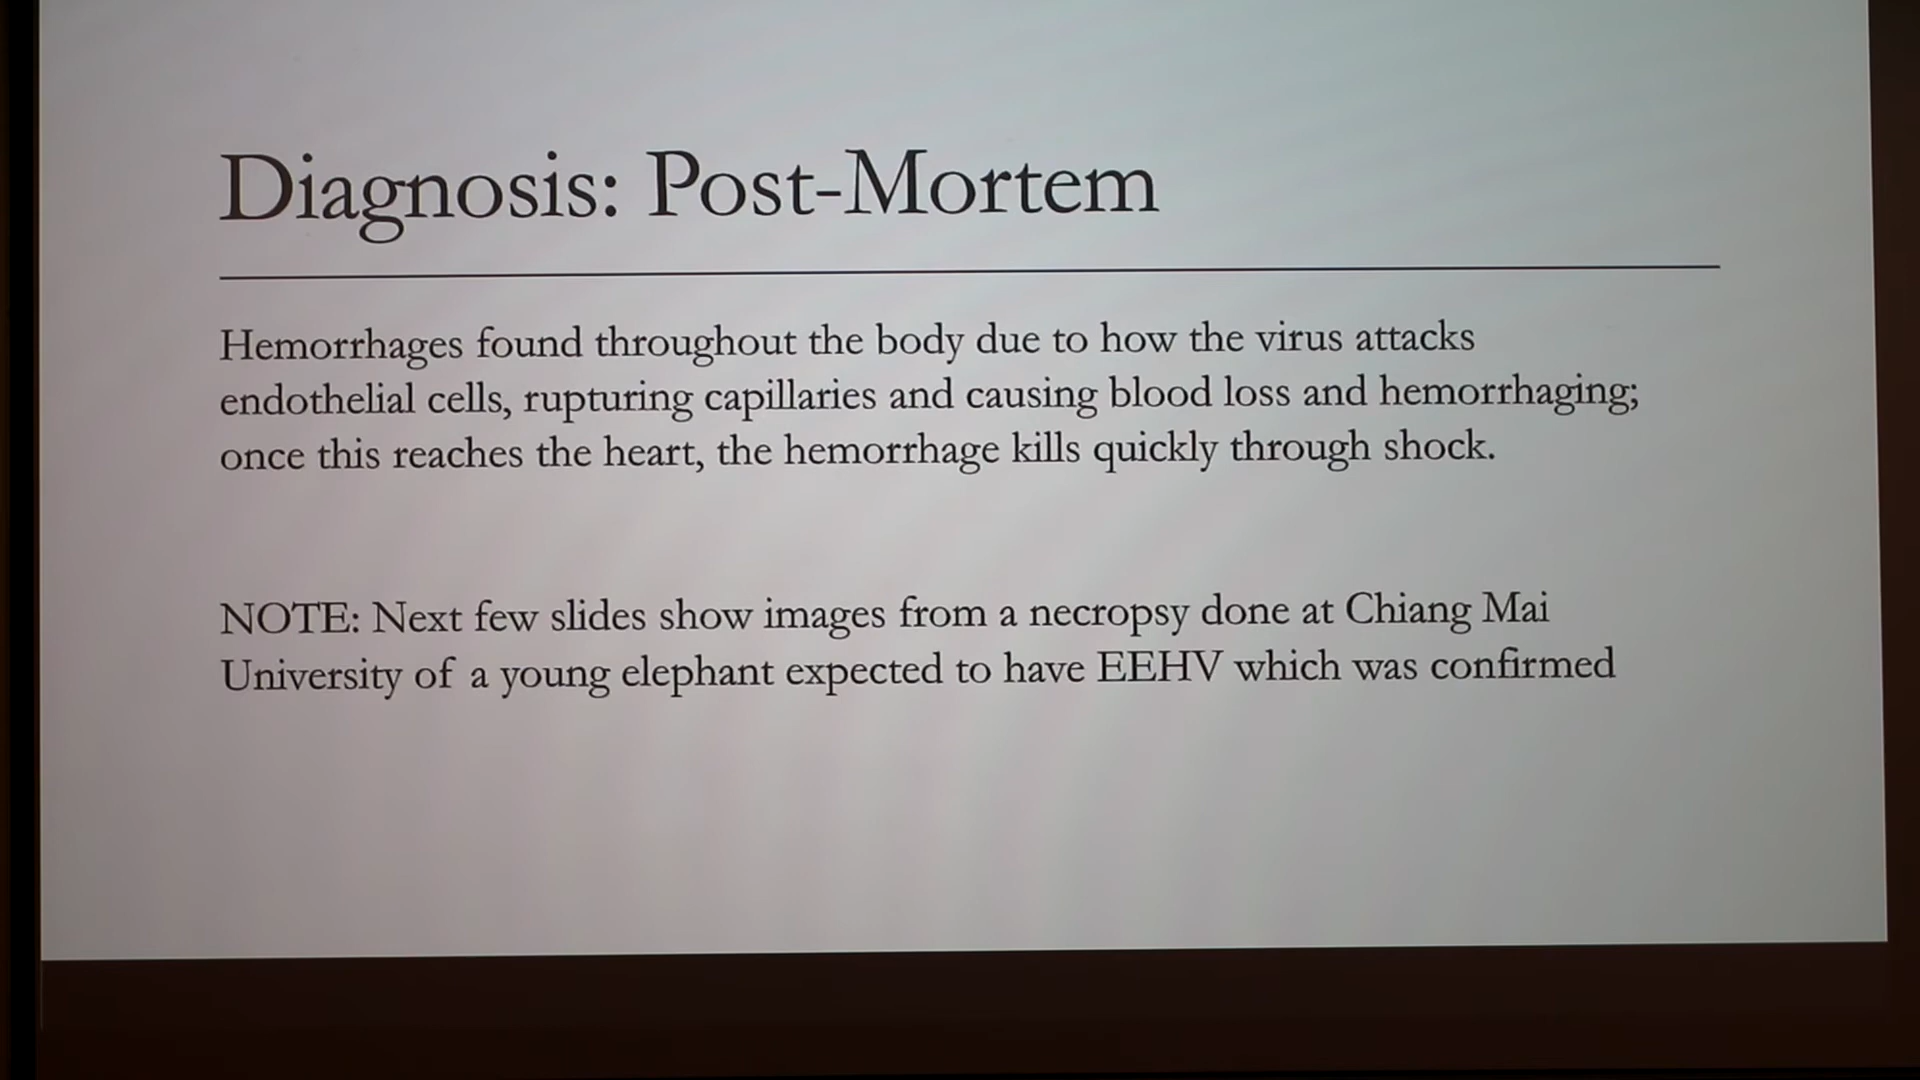 Diagnosis: Post-Mortem
Hemorrhages found throughout the body due to how the virus attacks
endothelial cells, rupturing capillaries and causing blood loss and hemorrhaging;
once this reaches the heart, the hemorrhage kills quickly through shock.
NOTE: Next few slides show images from a necropsy done at Chiang Mai
University of a young elephant expected to have EEHV which was confirmed